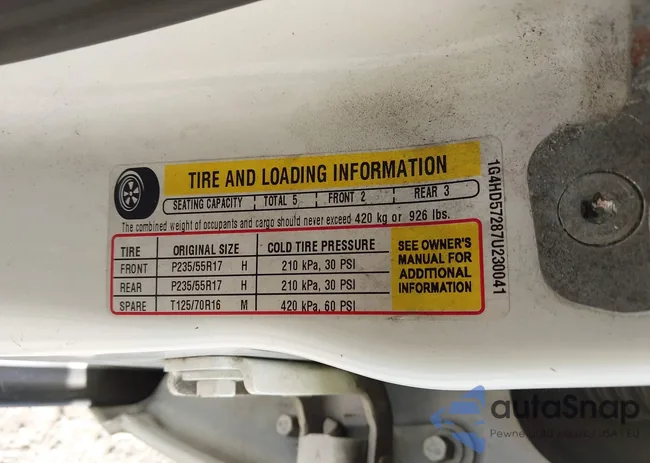 TIRE AND LOADING INFORMATION
SEATING CAPACITY TOTAL 5 FRONT 2 REAR 3
The combined weight of occupants and cargo should never exceed 420 kg or 926 lbs.
TIRE ORIGINAL SIZE COLD TIRE PRESSURE
FRONT P235/55R17 H 210 kPa, 30 PSI
REAR P235/55R17 H 210 kPa, 30 PSI
SPARE T125/70R16 M 420 kPa, 60 PSI
SEE OWNER'S
MANUAL FOR
ADDITIONAL
INFORMATION
1G4HD57287U230041
autoSnap
Pewne auta